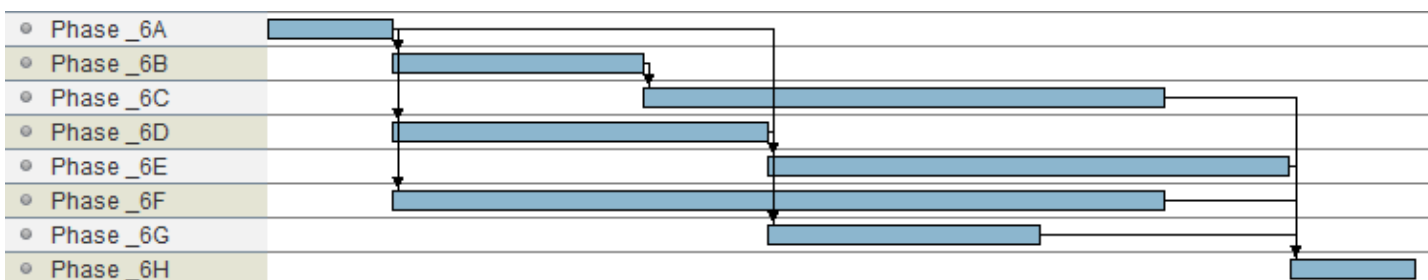 Phase _6A
Phase _6B
Phase _6C
Phase _6D
Phase _6E
Phase _6F
Phase _6G
Phase _6H